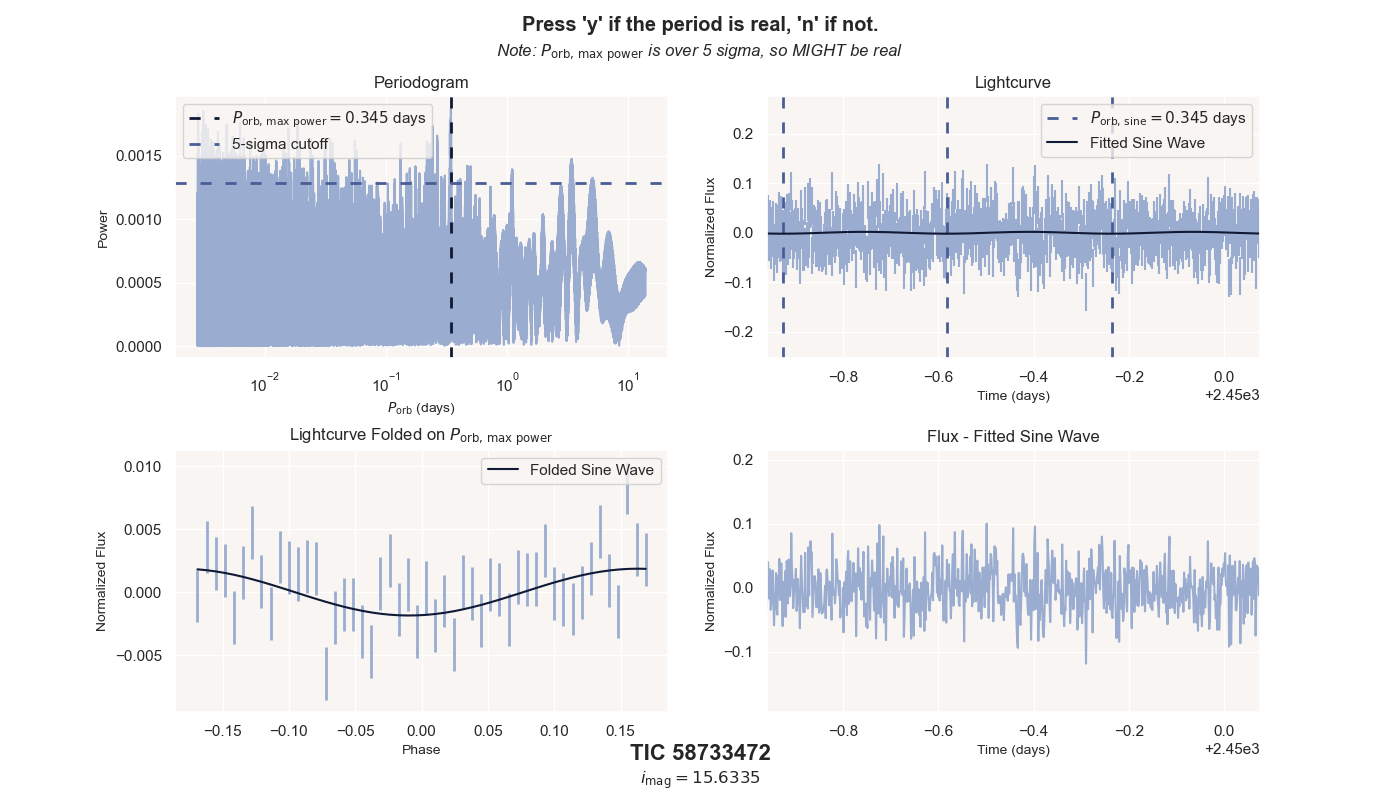 Press 'y' if the period is real, 'n' if not.
Note: P_orb, max power is over 5 sigma, so MIGHT be real
Periodogram
P_orb, max power = 0.345 days
5-sigma cutoff
0.0015
0.0010
0.0005
0.0000
Power
10^−2 10^−1 10^0 10^1
P_orb (days)
Lightcurve
P_orb, sine = 0.345 days
Fitted Sine Wave
0.2
0.1
0.0
−0.1
−0.2
Normalized Flux
−0.8 −0.6 −0.4 −0.2 0.0
+2.45e3
Time (days)
Lightcurve Folded on P_orb, max power
Folded Sine Wave
0.010
0.005
0.000
−0.005
Normalized Flux
−0.15 −0.10 −0.05 0.00 0.05 0.10 0.15
Phase
Flux - Fitted Sine Wave
0.2
0.1
0.0
−0.1
Normalized Flux
−0.8 −0.6 −0.4 −0.2 0.0
+2.45e3
Time (days)
TIC 58733472
i_mag = 15.6335